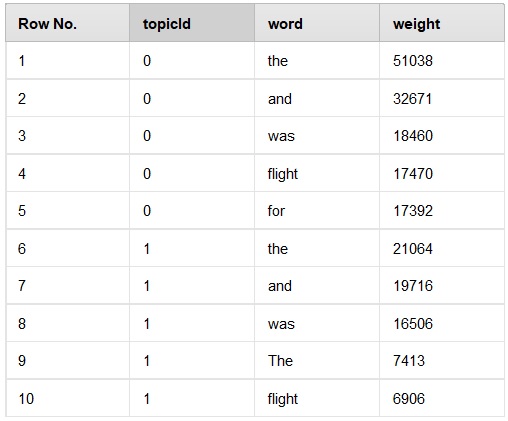 Row No. topicId word weight
1 0 the 51038
2 0 and 32671
3 0 was 18460
4 0 flight 17470
5 0 for 17392
6 1 the 21064
7 1 and 19716
8 1 was 16506
9 1 The 7413
10 1 flight 6906